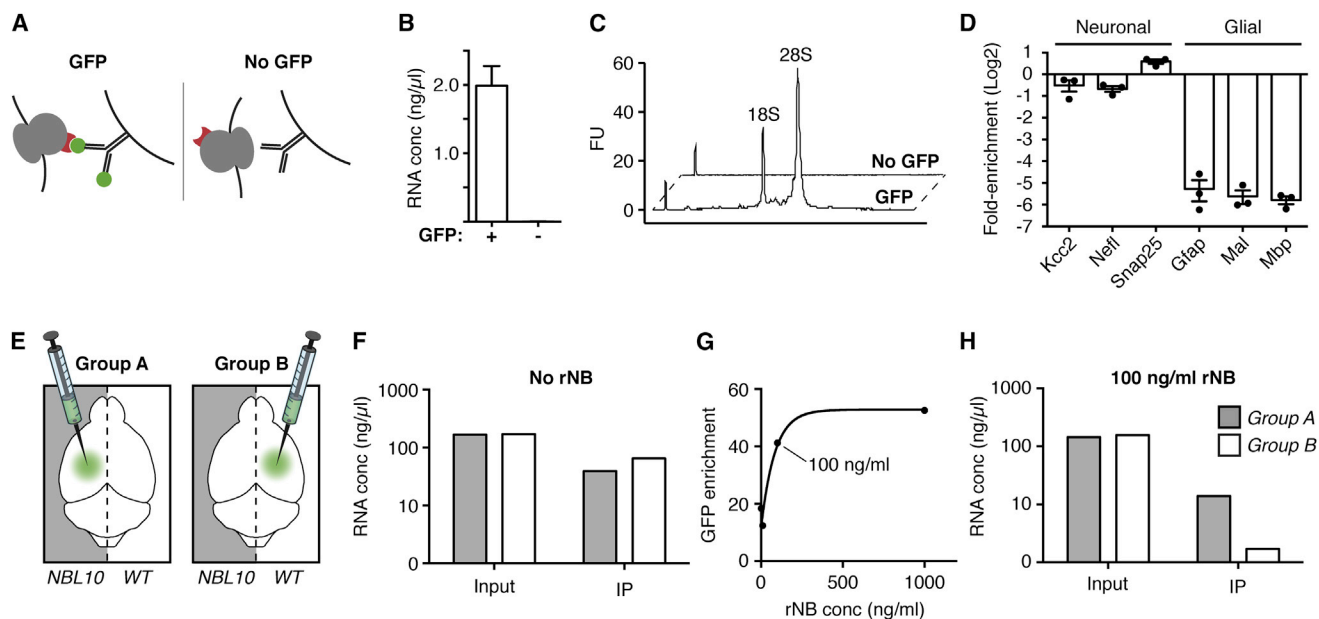 A
GFP
No GFP
B
RNA conc (ng/µl)
2.0
1.0
GFP: + -
C
FU
60
40
20
0
18S
28S
No GFP
GFP
D
Neuronal
Glial
Fold-enrichment (Log2)
1
0
-1
-2
-3
-4
-5
-6
-7
Kcc2
Nefl
Snap25
Gfap
Mal
Mbp
E
Group A
Group B
NBL10 WT
NBL10 WT
F
No rNB
RNA conc (ng/µl)
1000
100
10
0
Input
IP
G
GFP enrichment
60
40
20
0
100 ng/ml
0 500 1000
rNB conc (ng/ml)
H
100 ng/ml rNB
RNA conc (ng/µl)
1000
100
10
0
Group A
Group B
Input
IP